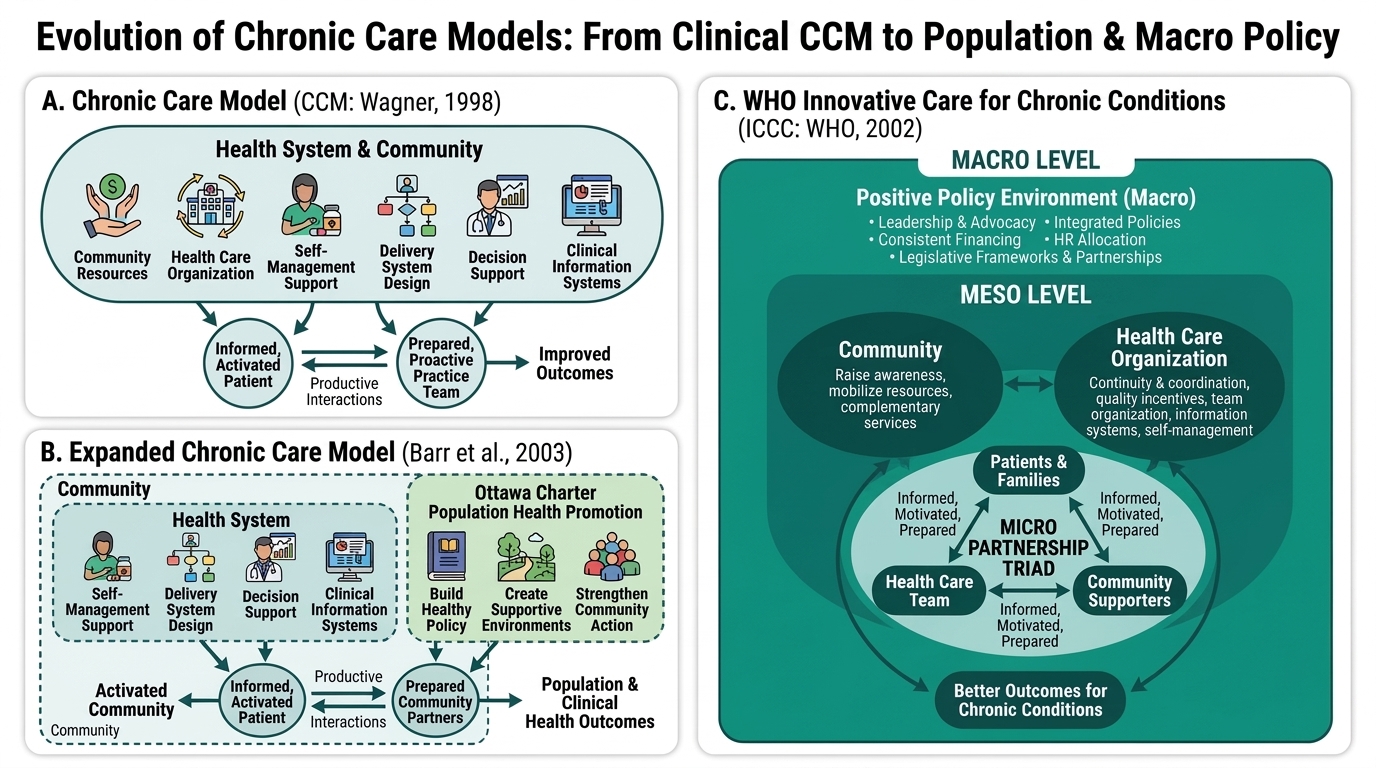 Evolution of Chronic Care Models: From Clinical CCM to Population & Macro Policy
A. Chronic Care Model (CCM: Wagner, 1998)
Health System & Community
$
Community
Resources
Health Care
Organization
Self-
Management
Support
Delivery
System
Design
Decision
Support
Clinical
Information
Systems
Informed,
Activated
Patient
Productive
Interactions
Prepared,
Proactive
Practice
Team
Improved
Outcomes
B. Expanded Chronic Care Model (Barr et al., 2003)
Community
Health System
Self-
Management
Support
Delivery
System
Design
Decision
Support
Clinical
Information
Systems
Ottawa Charter
Population Health Promotion
Build
Healthy
Policy
Create
Supportive
Environments
Strengthen
Community
Action
Activated
Community
Informed,
Activated
Patient
Productive
Interactions
Prepared
Community
Partners
Population &
Clinical
Health Outcomes
Community
C. WHO Innovative Care for Chronic Conditions
(ICCC: WHO, 2002)
MACRO LEVEL
Positive Policy Environment (Macro)
• Leadership & Advocacy • Integrated Policies
• Consistent Financing • HR Allocation
• Legislative Frameworks & Partnerships
MESO LEVEL
Community
Raise awareness,
mobilize resources,
complementary
services
Health Care
Organization
Continuity & coordination,
quality incentives, team
organization, information
systems, self-management
Patients &
Families
Informed,
Motivated,
Prepared
Informed,
Motivated,
Prepared
MICRO
PARTNERSHIP
TRIAD
Health Care
Team
Community
Supporters
Informed,
Motivated,
Prepared
Better Outcomes for
Chronic Conditions